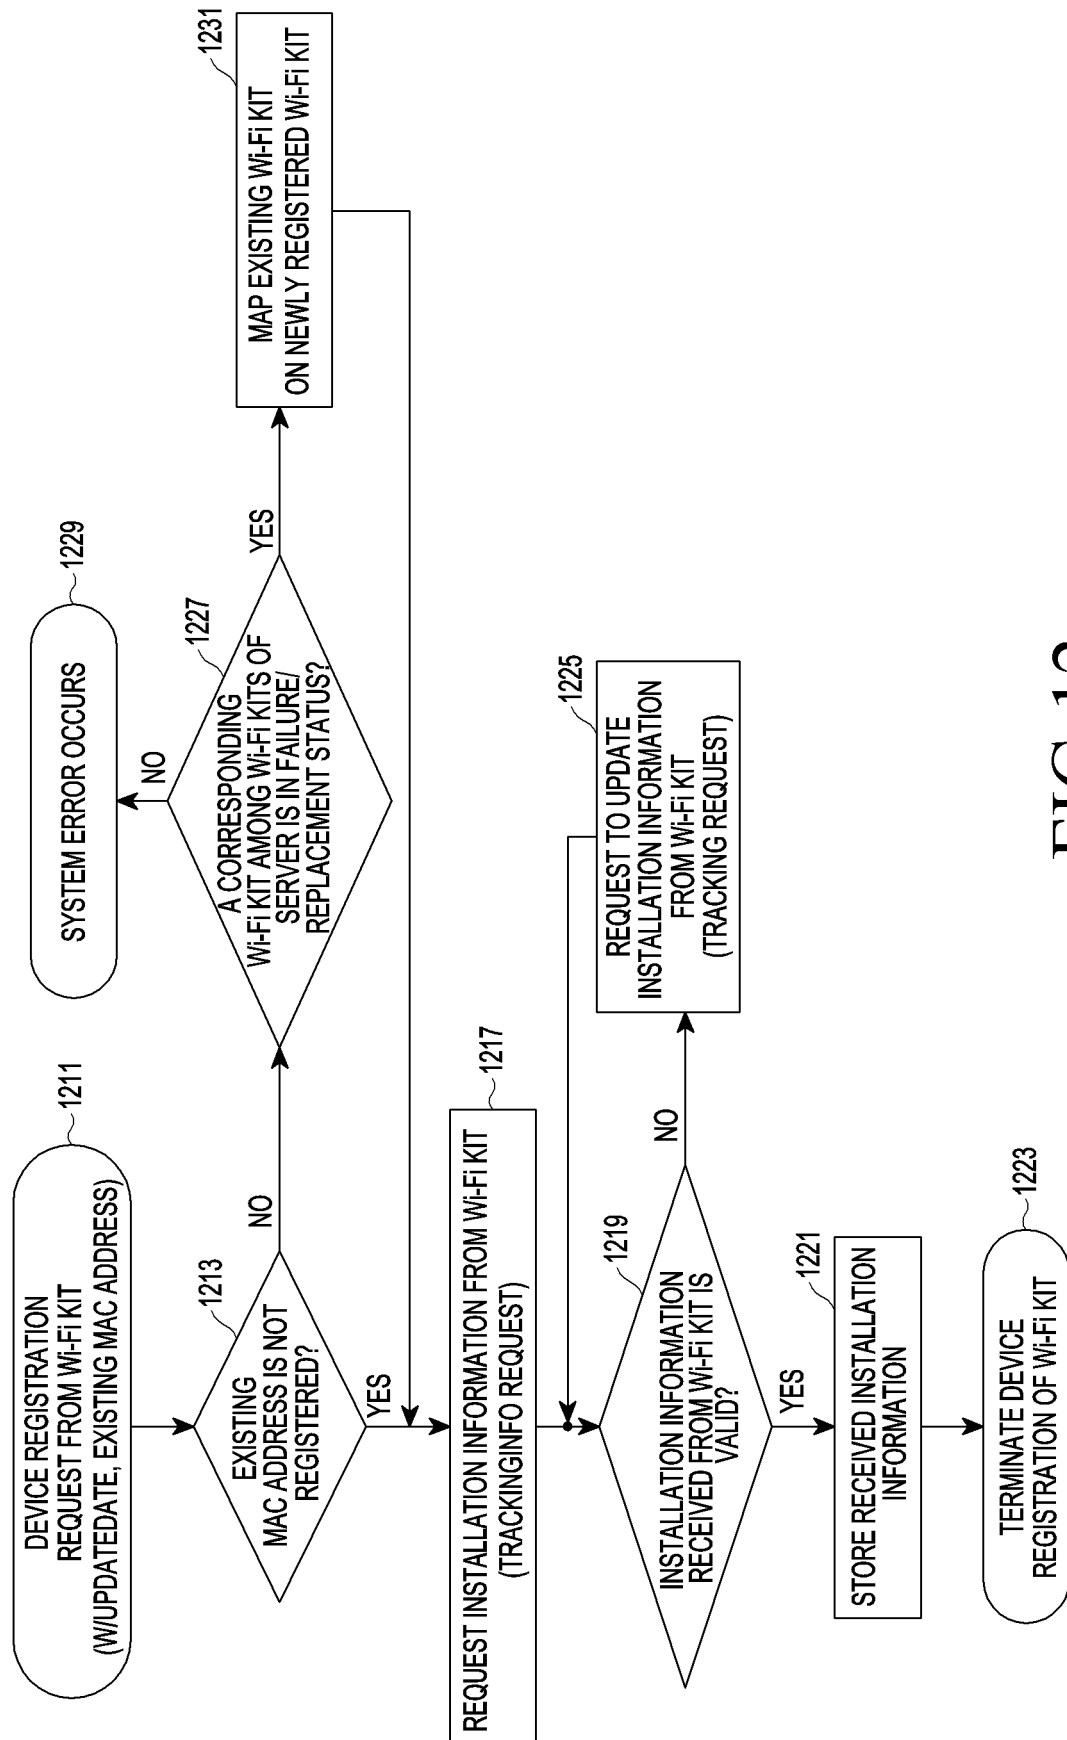 DEVICE REGISTRATION
REQUEST FROM Wi-Fi KIT
(W/UPDATEDATE, EXISTING MAC ADDRESS)
1211
EXISTING
MAC ADDRESS IS NOT
REGISTERED?
1213
NO
YES
A CORRESPONDING
Wi-Fi KIT AMONG Wi-Fi KITS OF
SERVER IS IN FAILURE/
REPLACEMENT STATUS?
1227
NO
YES
SYSTEM ERROR OCCURS
1229
MAP EXISTING Wi-Fi KIT
ON NEWLY REGISTERED Wi-Fi KIT
1231
REQUEST INSTALLATION INFORMATION FROM Wi-Fi KIT
(TRACKINGINFO REQUEST)
1217
INSTALLATION INFORMATION
RECEIVED FROM Wi-Fi KIT IS
VALID?
1219
NO
YES
REQUEST TO UPDATE
INSTALLATION INFORMATION
FROM Wi-Fi KIT
(TRACKING REQUEST)
1225
STORE RECEIVED INSTALLATION
INFORMATION
1221
TERMINATE DEVICE
REGISTRATION OF Wi-Fi KIT
1223